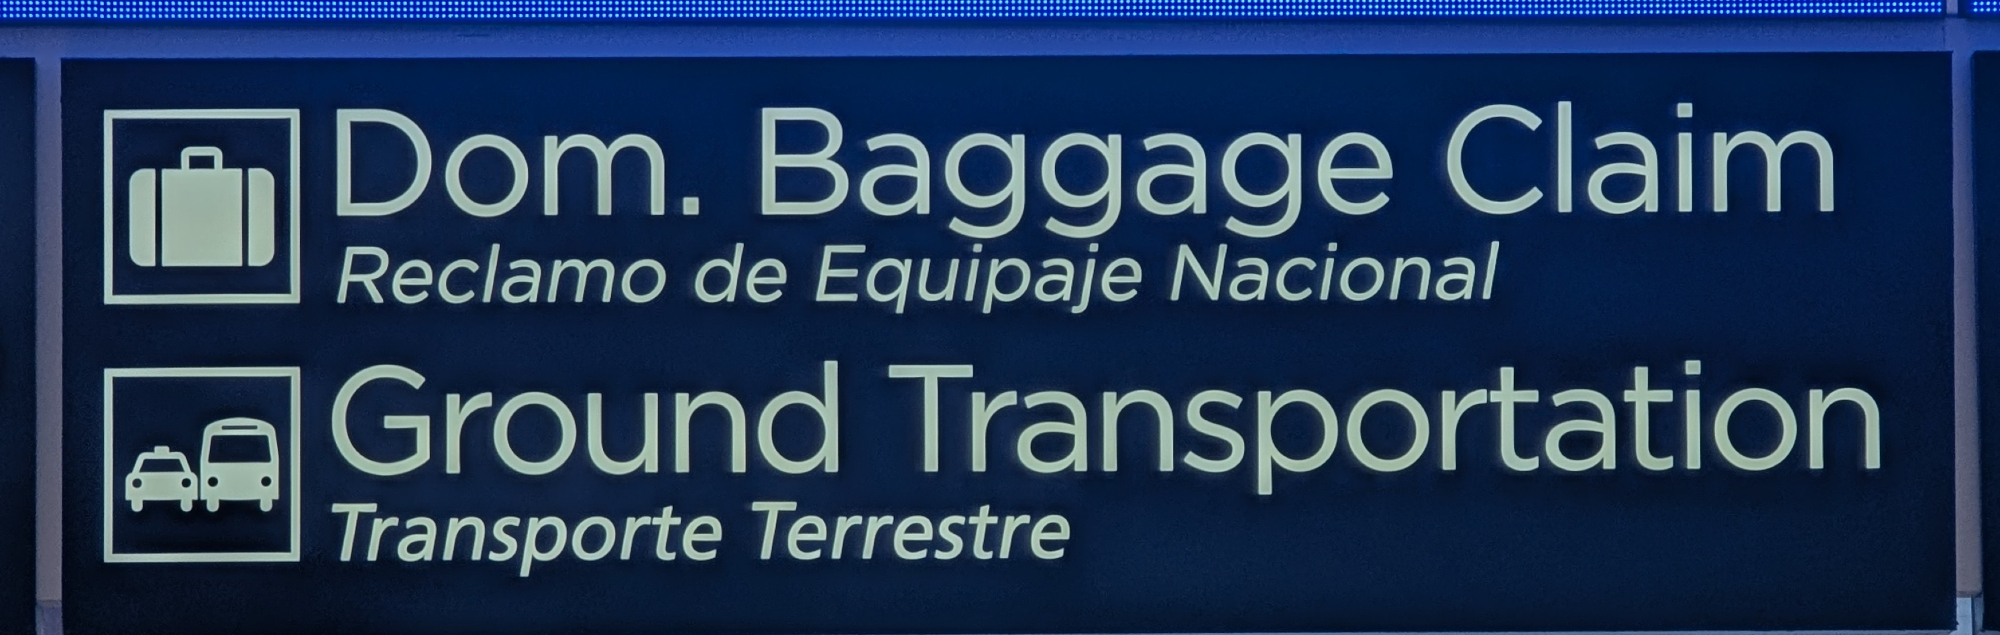 Dom. Baggage Claim
Reclamo de Equipaje Nacional
Ground Transportation
Transporte Terrestre